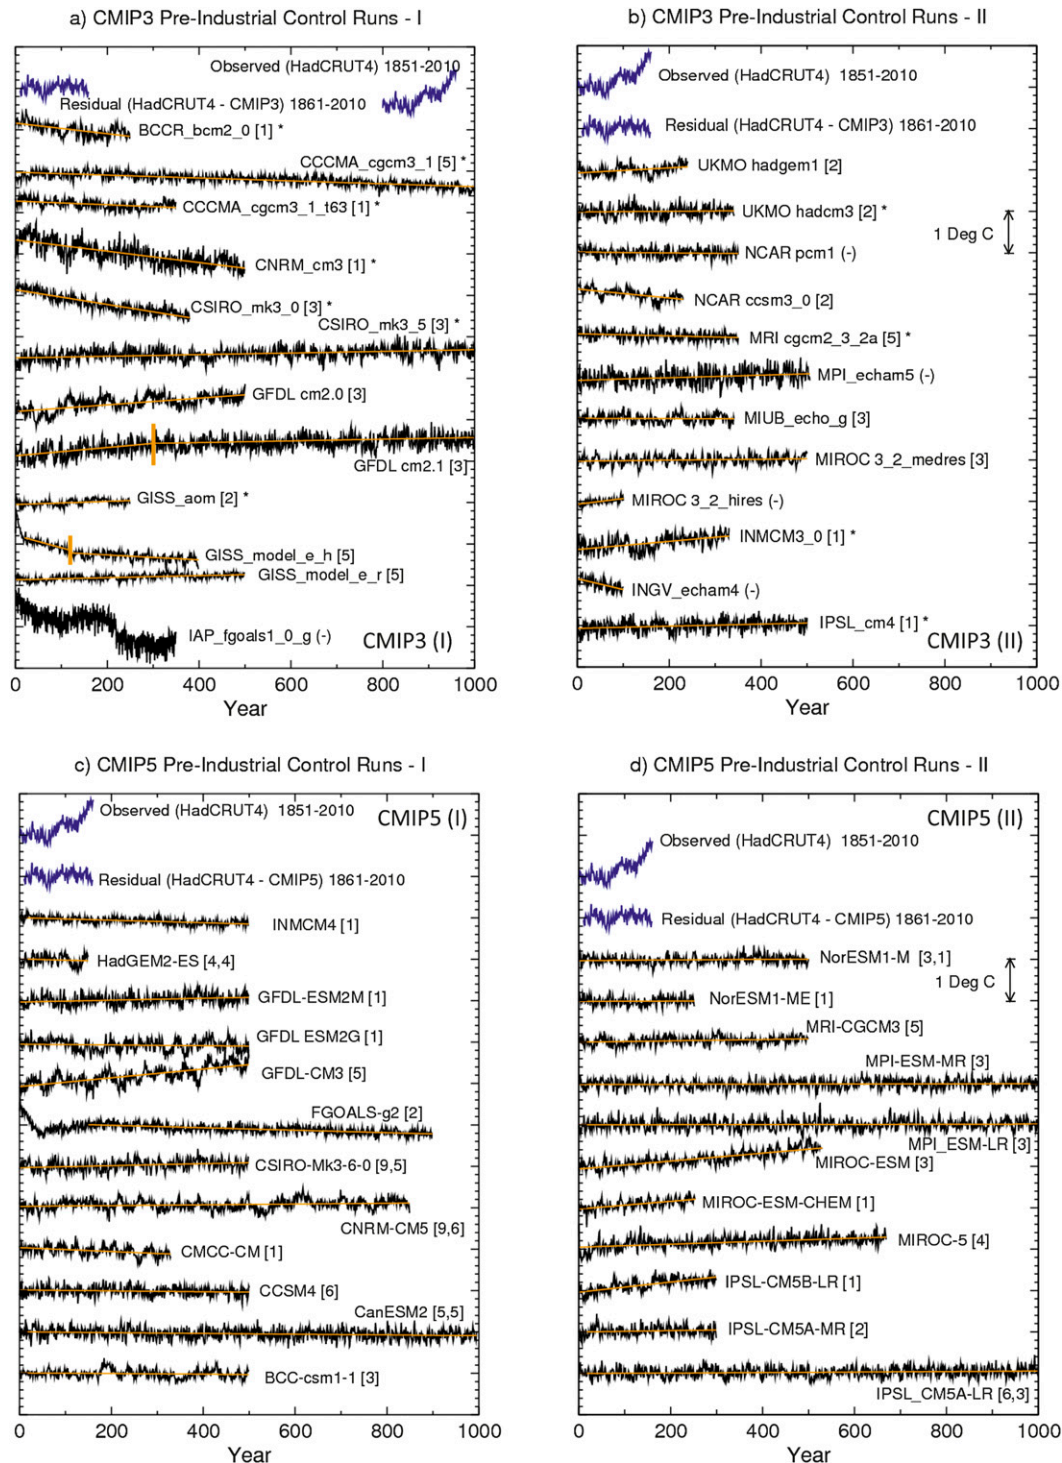 a) CMIP3 Pre-Industrial Control Runs - I
Observed (HadCRUT4) 1851-2010
Residual (HadCRUT4 - CMIP3) 1861-2010
BCCR_bcm2_0 [1] *
CCCMA_cgcm3_1 [5] *
CCCMA_cgcm3_1_t63[1] *
CNRM_cm3 [1] *
CSIRO_mk3_0 [3] *
CSIRO_mk3_5 [3] *
GFDL cm2.0 [3]
GFDL cm2.1 [3]
GISS_aom [2] *
GISS_model_e_h [5]
GISS_model_e_r [5]
IAP_fgoals1_0_g (-)
CMIP3 (I)
0 200 400 600 800 1000
Year
b) CMIP3 Pre-Industrial Control Runs - II
Observed (HadCRUT4) 1851-2010
Residual (HadCRUT4 - CMIP3) 1861-2010
UKMO hadgem1 [2]
UKMO hadcm3 [2] *
1 Deg C
NCAR pcm1 (-)
NCAR ccsm3_0 [2]
MRI cgcm2_3_2a [5] *
MPI_echam5 (-)
MIUB_echo_g [3]
MIROC 3_2_medres [3]
MIROC 3_2_hires (-)
INMCM3_0 [1] *
INGV_echam4 (-)
IPSL_cm4 [1] *
CMIP3 (II)
0 200 400 600 800 1000
Year
c) CMIP5 Pre-Industrial Control Runs - I
Observed (HadCRUT4) 1851-2010
CMIP5 (I)
Residual (HadCRUT4 - CMIP5) 1861-2010
INMCM4 [1]
HadGEM2-ES [4,4]
GFDL-ESM2M [1]
GFDL ESM2G [1]
GFDL-CM3 [5]
FGOALS-g2 [2]
CSIRO-Mk3-6-0 [9,5]
CNRM-CM5 [9,6]
CMCC-CM [1]
CCSM4 [6]
CanESM2 [5,5]
BCC-csm1-1 [3]
0 200 400 600 800 1000
Year
d) CMIP5 Pre-Industrial Control Runs - II
CMIP5 (II)
Observed (HadCRUT4) 1851-2010
Residual (HadCRUT4 - CMIP5) 1861-2010
NorESM1-M [3,1]
1 Deg C
NorESM1-ME [1]
MRI-CGCM3 [5]
MPI-ESM-MR [3]
MPI_ESM-LR [3]
MIROC-ESM [3]
MIROC-ESM-CHEM [1]
MIROC-5 [4]
IPSL-CM5B-LR [1]
IPSL-CM5A-MR [2]
IPSL_CM5A-LR [6,3]
0 200 400 600 800 1000
Year